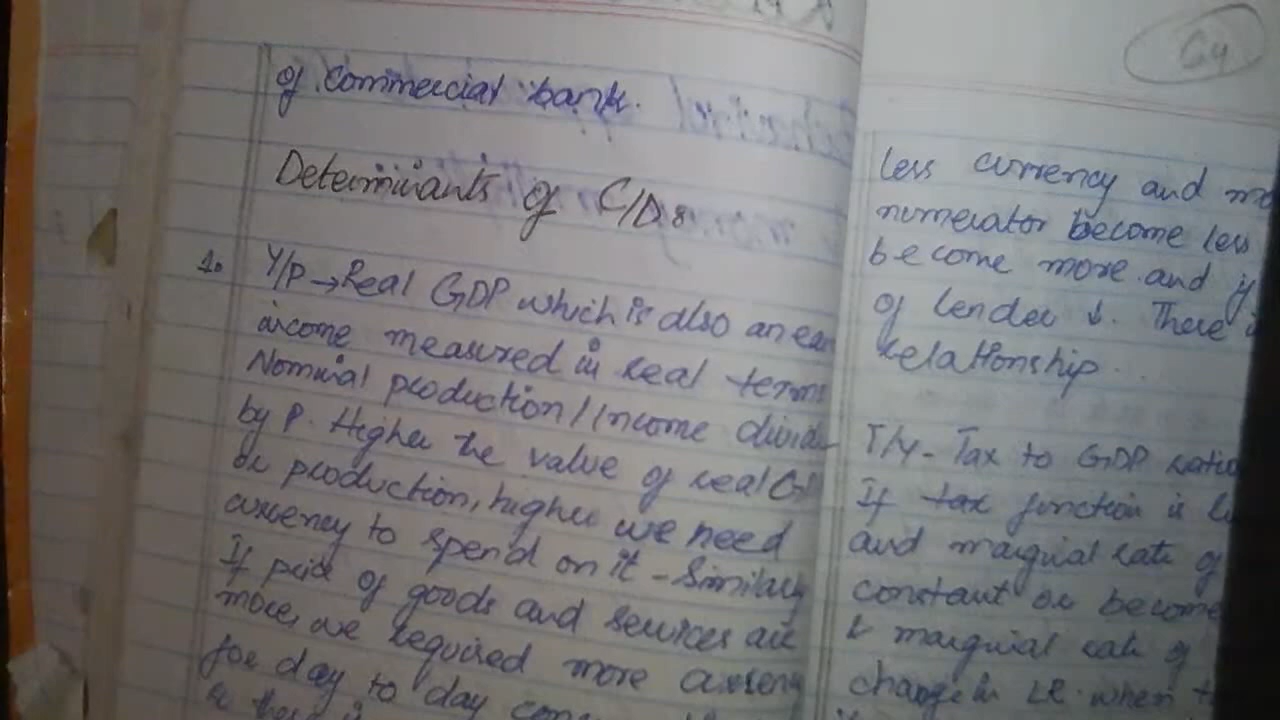 of commercial bank.
Determinants of C/D :
1. Y/P → Real GDP which is also an
income measured in real terms
Nominal production / Income
by P. Higher the value of real
or production, higher we need
currency to spend on it - Similarly
If price of goods and services are
more, we required more
for day to day
64
less currency and
numerator become less
become more and if
of lender ↓. There
relationship.
T/Y - Tax to GDP ratio
If tax function is
and marginal rate of
constant or become
& marginal rate of
change in LR when